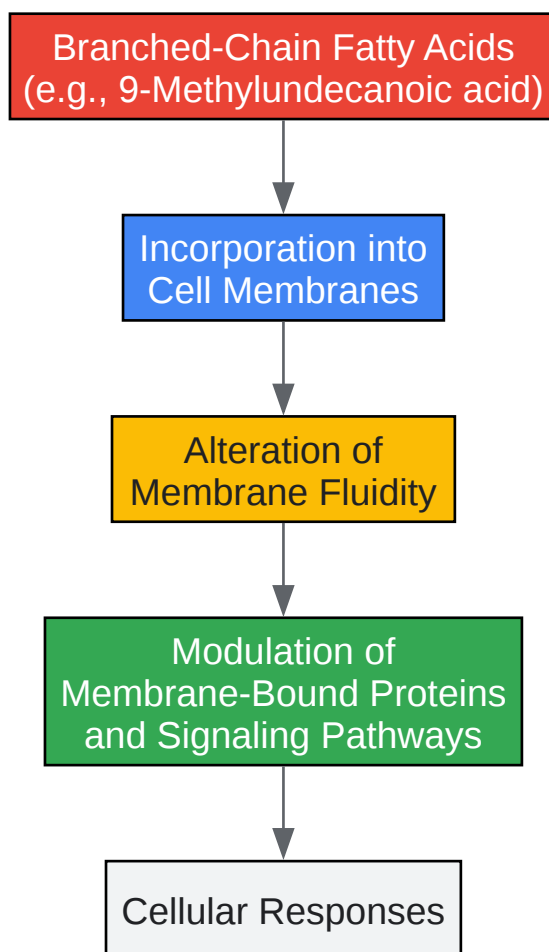 Branched-Chain Fatty Acids
(e.g., 9-Methylundecanoic acid)
Incorporation into
Cell Membranes
Alteration of
Membrane Fluidity
Modulation of
Membrane-Bound Proteins
and Signaling Pathways
Cellular Responses